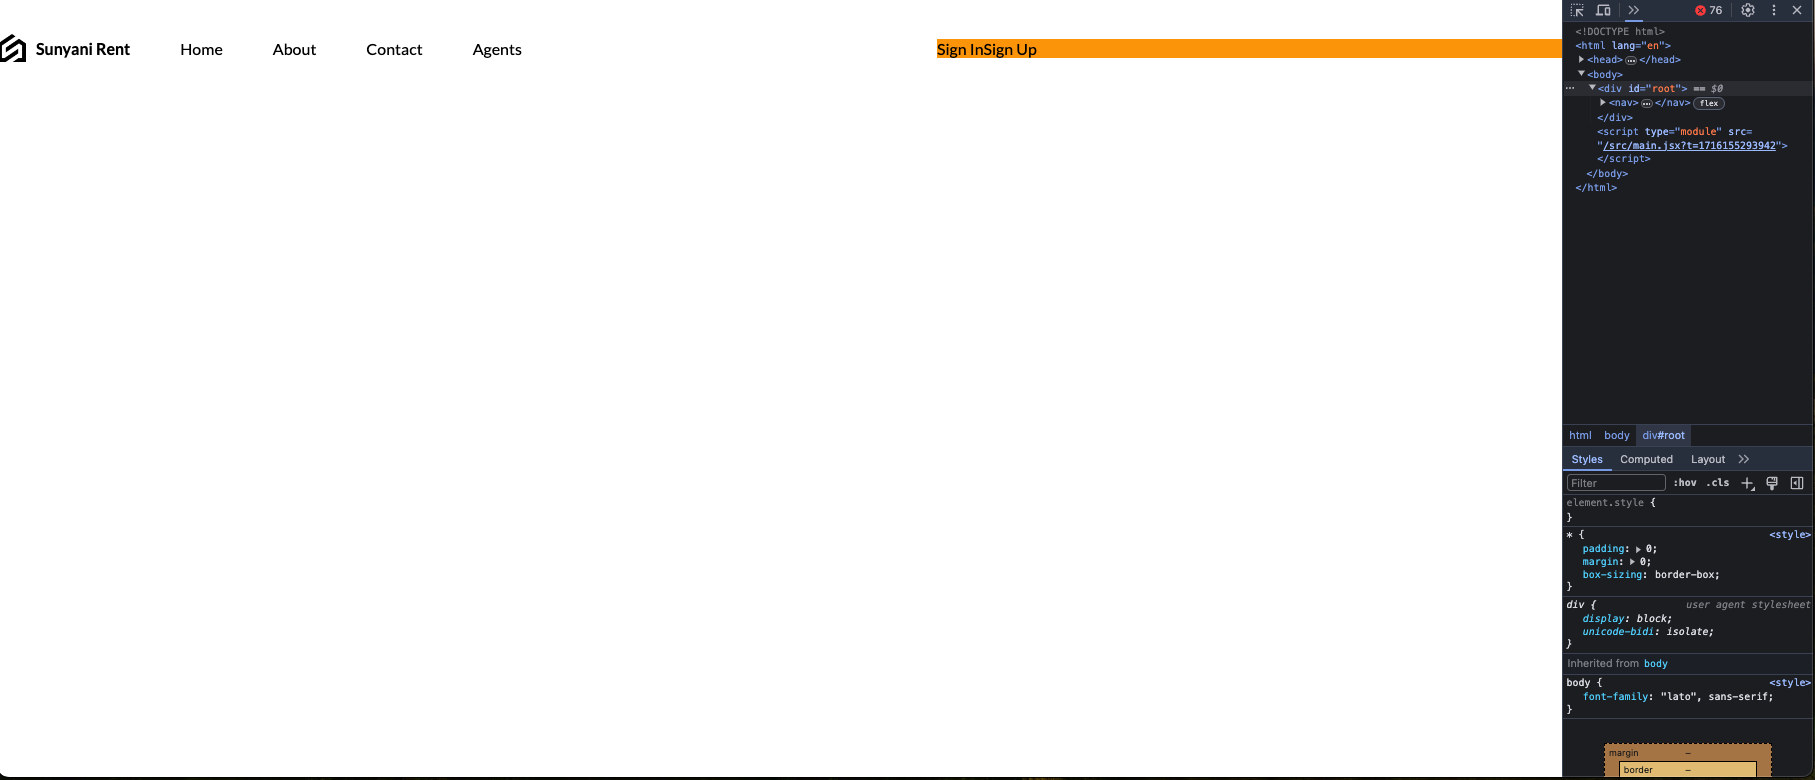 Sunyani Rent Home About Contact Agents Sign InSign Up
76
<!DOCTYPE html>
<html lang="en">
<head> ⋯ </head>
<body>
⋯ <div id="root"> == $0
<nav> ⋯ </nav> flex
</div>
<script type="module" src=
"/src/main.jsx?t=1716155293942">
</script>
</body>
</html>
html body div#root
Styles Computed Layout
Filter :hov .cls
element.style {
}
* { <style>
padding: 0;
margin: 0;
box-sizing: border-box;
}
div { user agent stylesheet
display: block;
unicode-bidi: isolate;
}
Inherited from body
body { <style>
font-family: "lato", sans-serif;
}
margin –
border –